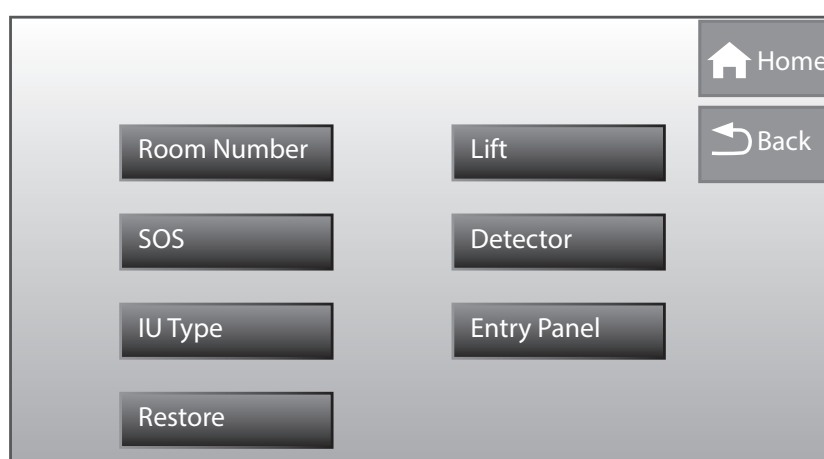 Home
Back
Room Number
Lift
SOS
Detector
IU Type
Entry Panel
Restore